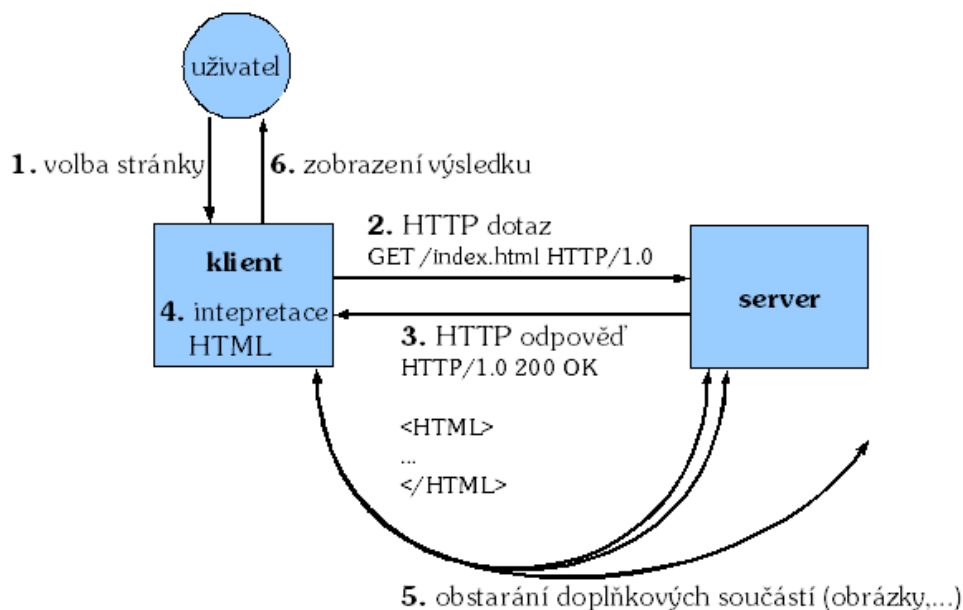 uživatel
1. volba stránky
6. zobrazení výsledku
2. HTTP dotaz
GET /index.html HTTP/1.0
klient
4. intepretace
HTML
server
3. HTTP odpověď
HTTP/1.0 200 OK
<HTML>
...
</HTML>
5. obstarání doplňkových součástí (obrázky,...)